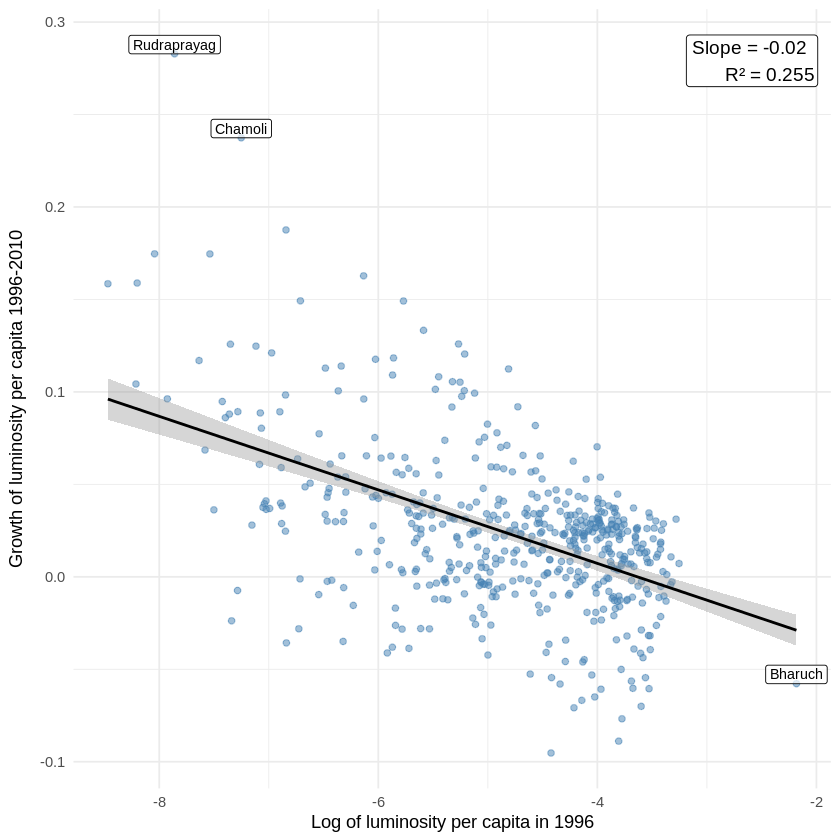 0.3
Rudraprayag
Slope = -0.02
R² = 0.255
Chamoli
0.2
Growth of luminosity per capita 1996-2010
0.1
0.0
Bharuch
-0.1
-8 -6 -4 -2
Log of luminosity per capita in 1996